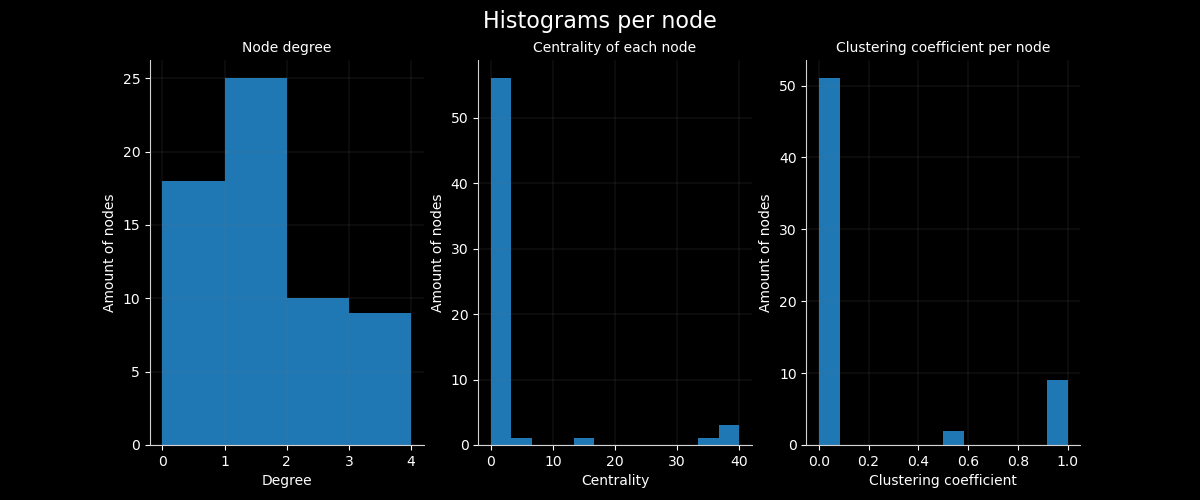 Histograms per node
Node degree
Amount of nodes
25
20
15
10
5
0
0 1 2 3 4
Degree
Centrality of each node
Amount of nodes
50
40
30
20
10
0
0 10 20 30 40
Centrality
Clustering coefficient per node
Amount of nodes
50
40
30
20
10
0
0.0 0.2 0.4 0.6 0.8 1.0
Clustering coefficient